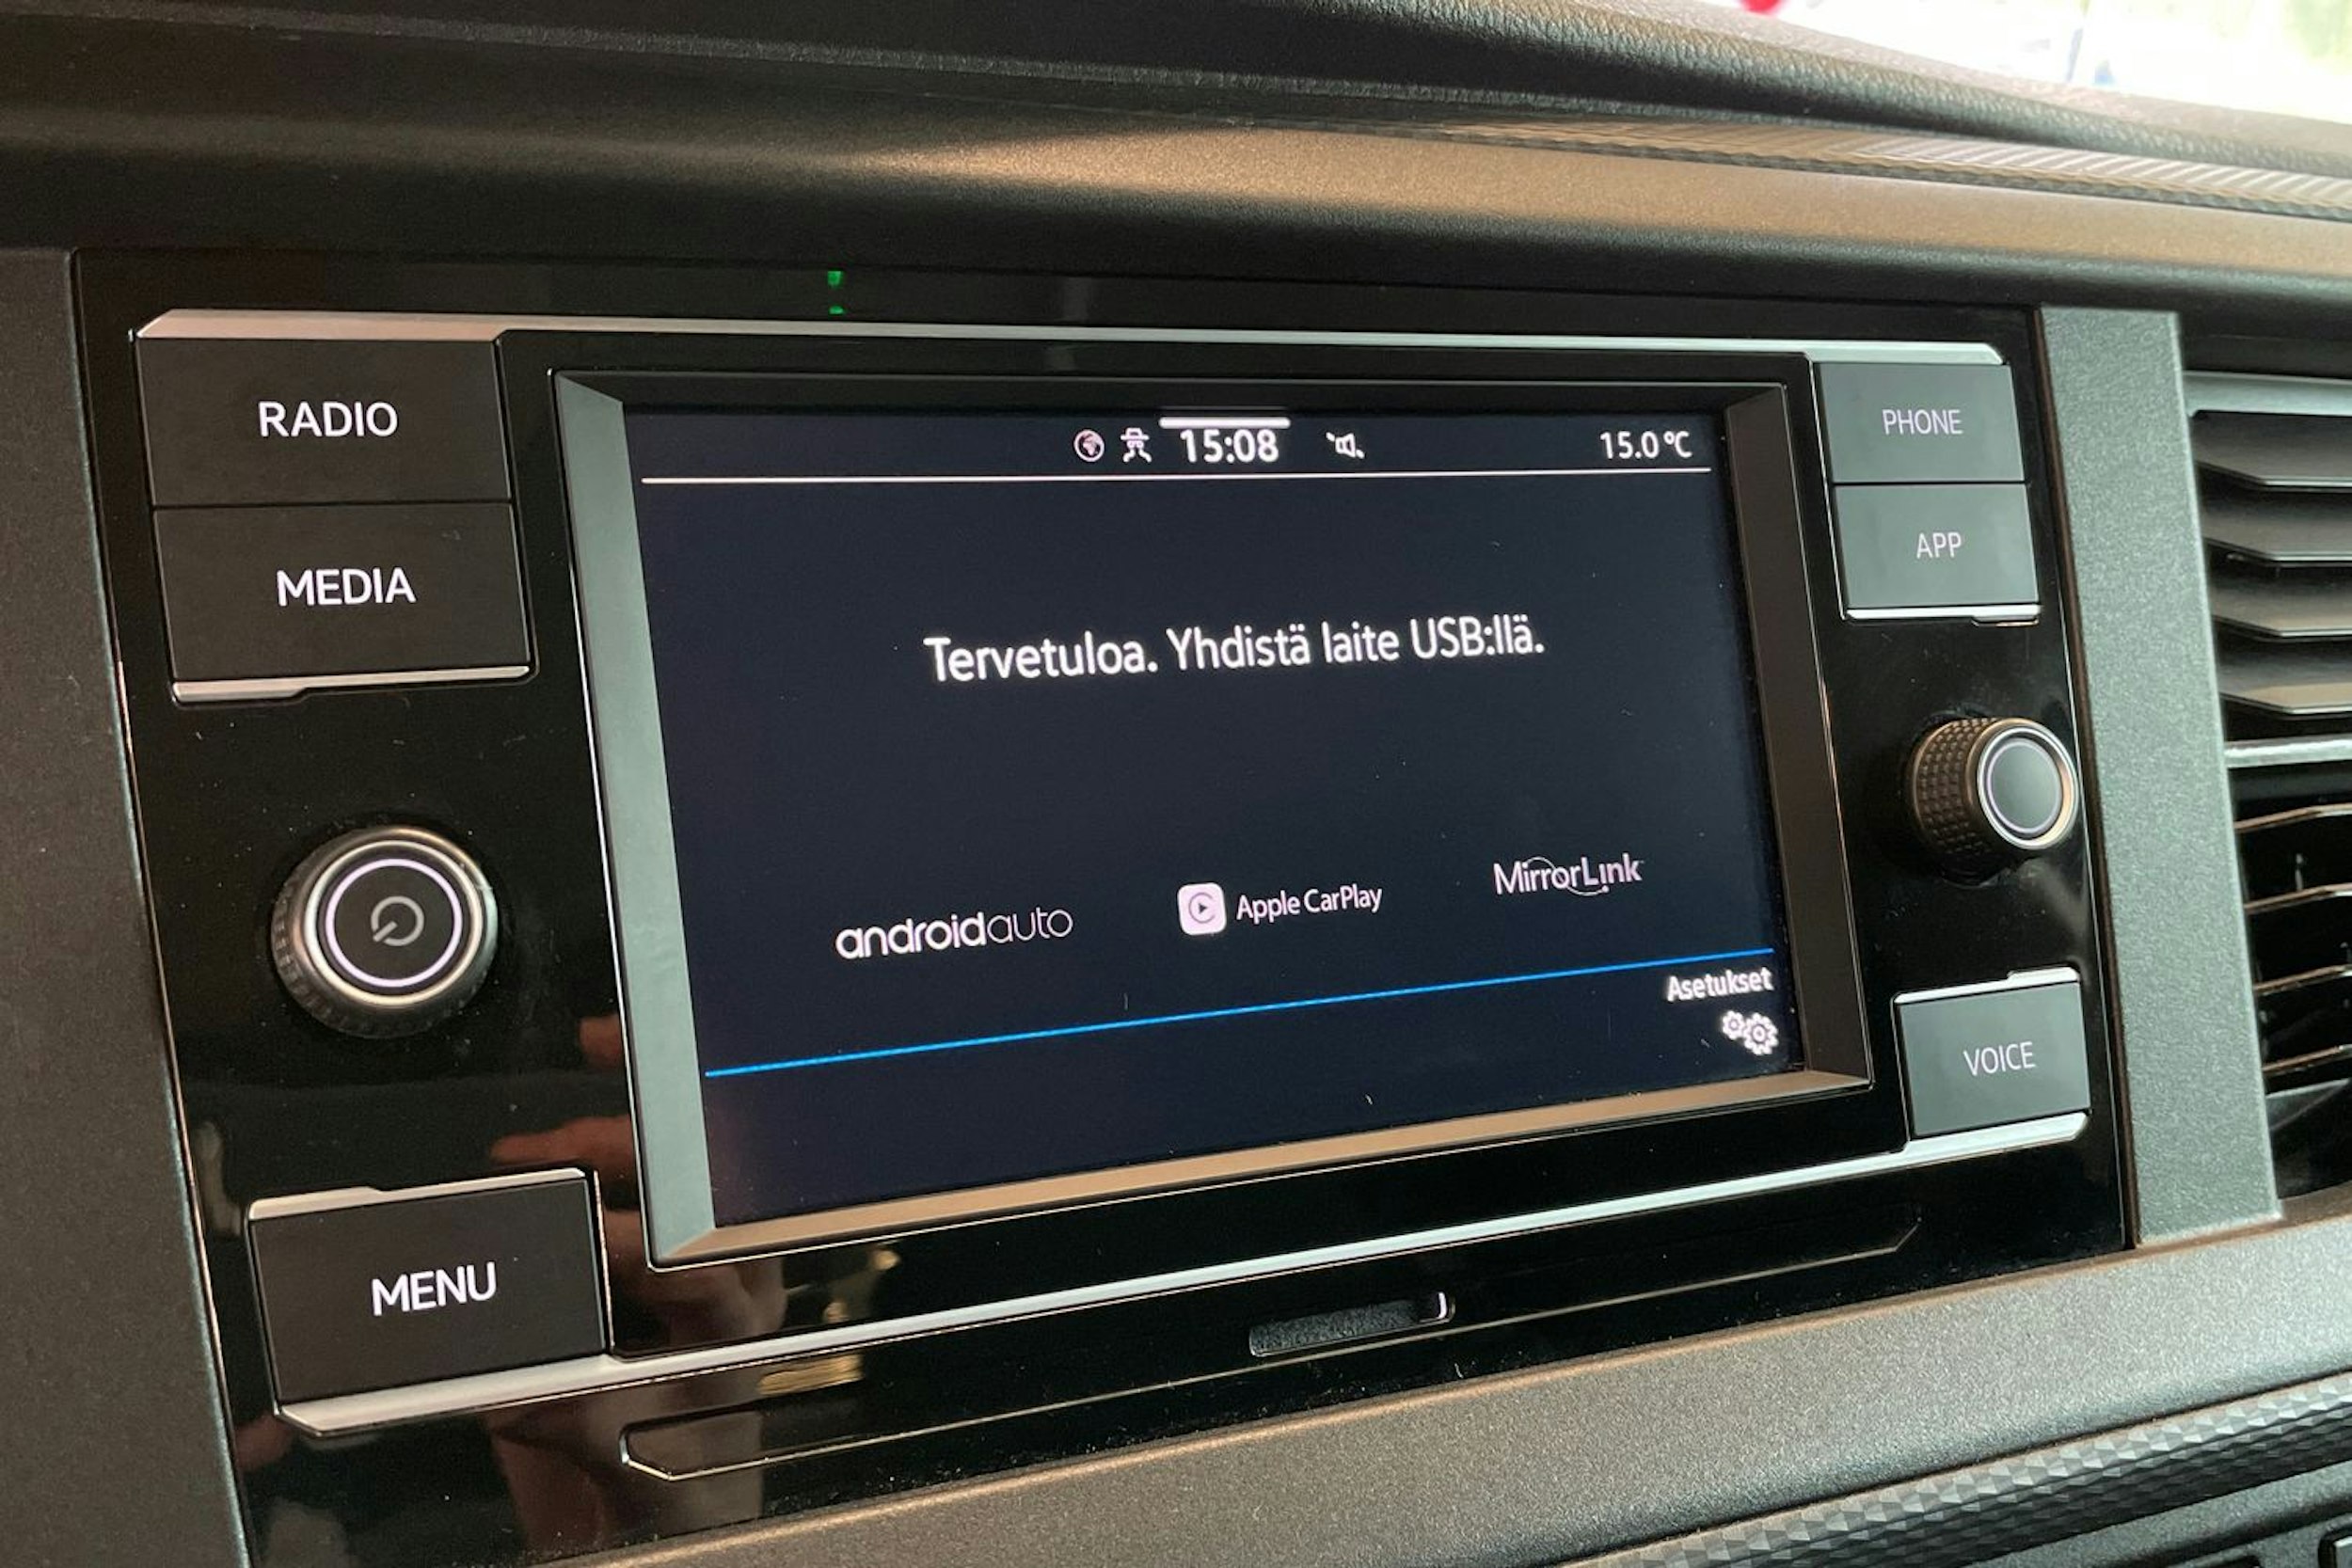 RADIO
MEDIA
MENU
15:08
15.0 °C
Tervetuloa. Yhdistä laite USB:llä.
androidauto
Apple CarPlay
MirrorLink
Asetukset
PHONE
APP
VOICE